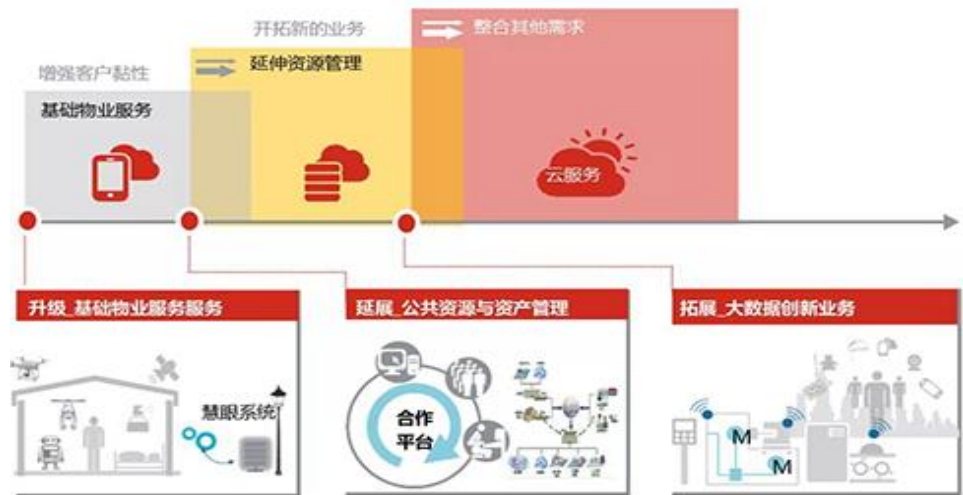 开拓新的业务
整合其他需求
增强客户黏性
延伸资源管理
基础物业服务
云服务
升级_基础物业服务服务
延展_公共资源与资产管理
拓展_大数据创新业务
慧眼系统
合作
平台
M
M